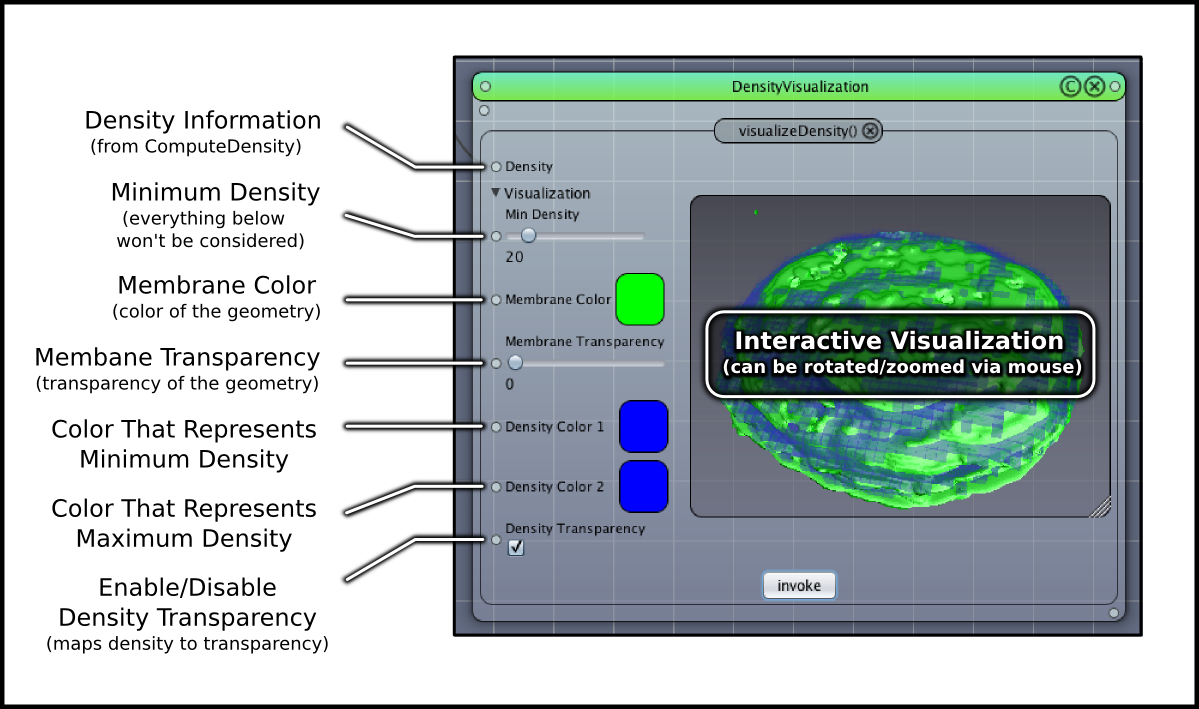 Density Information
(from ComputeDensity)
Minimum Density
(everything below
won't be considered)
Membrane Color
(color of the geometry)
Membane Transparency
(transparency of the geometry)
Color That Represents
Minimum Density
Color That Represents
Maximum Density
Enable/Disable
Density Transparency
(maps density to transparency)
DensityVisualization
C
visualizeDensity()
Density
Visualization
Min Density
20
Membrane Color
Membrane Transparency
0
Density Color 1
Density Color 2
Density Transparency
Interactive Visualization
(can be rotated/zoomed via mouse)
invoke